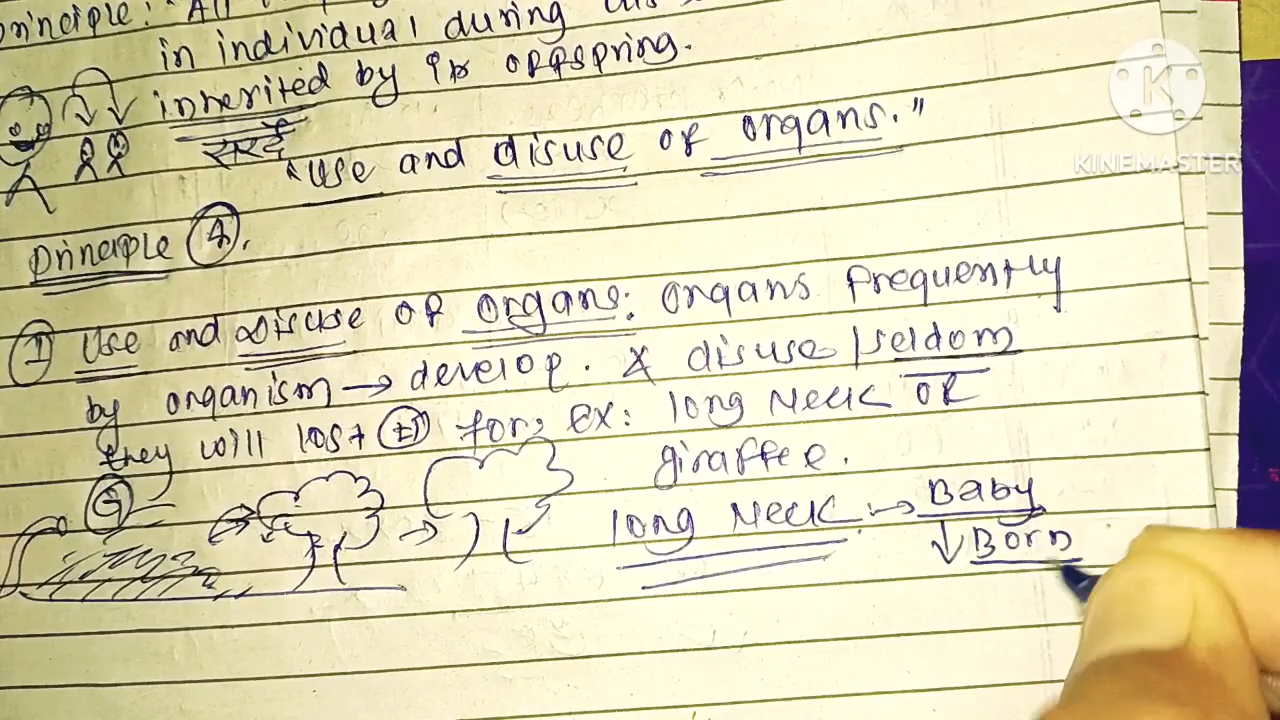 principle: "All
in individual during
inherited by its offspring.
"use and disuse of organs."
principle 4.
I use and disuse of organs: organs frequently
by organism → develop. & disuse / seldom
they will lost for, Ex: long neck of
giraffee.
long neck → Baby
↓ Born
KINEMASTER